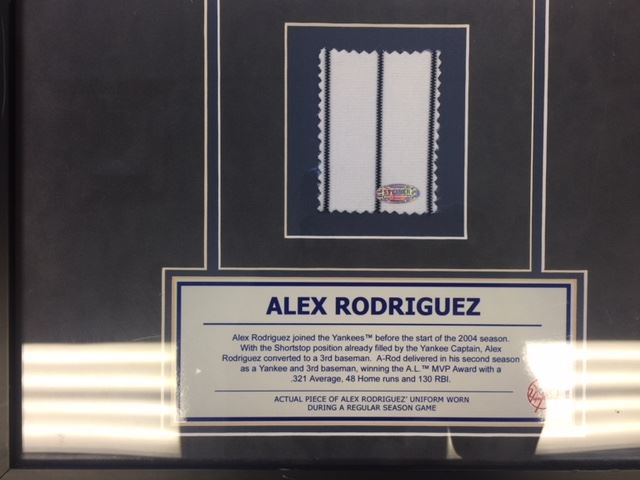 STEINER
ALEX RODRIGUEZ
Alex Rodriguez joined the Yankees™ before the start of the 2004 season.
With the Shortstop position already filled by the Yankee Captain, Alex
Rodriguez converted to a 3rd baseman. A-Rod delivered in his second season
as a Yankee and 3rd baseman, winning the A.L.™ MVP Award with a
.321 Average, 48 Home runs and 130 RBI.
ACTUAL PIECE OF ALEX RODRIGUEZ' UNIFORM WORN
DURING A REGULAR SEASON GAME